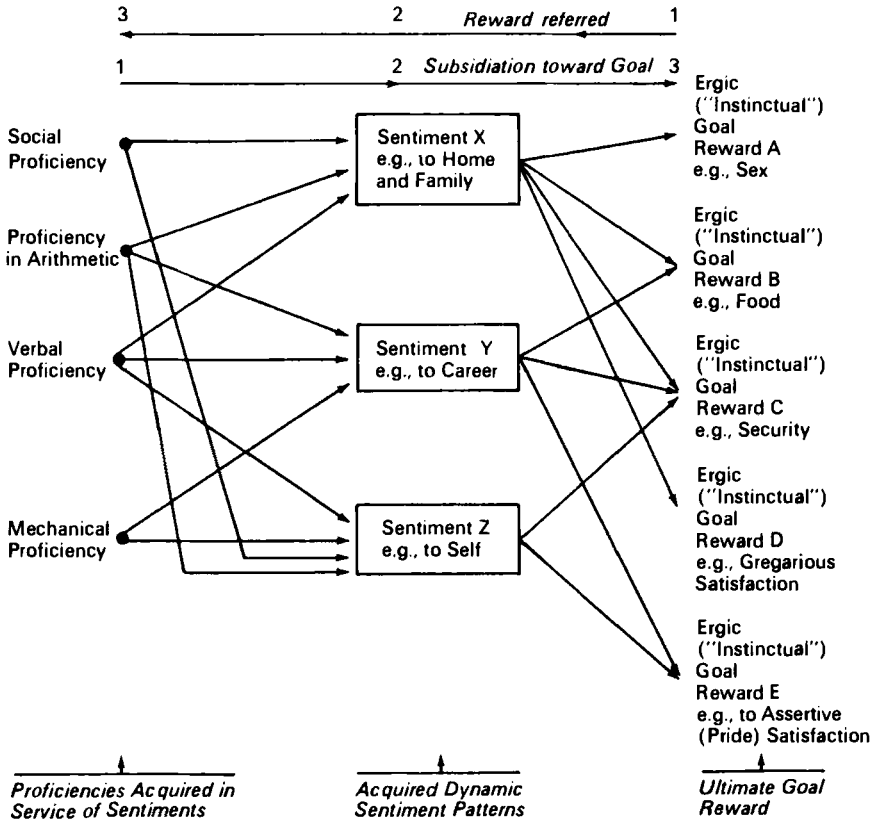 3 2 1
Reward referred
1 2 Subsidiation toward Goal 3
Social
Proficiency
Proficiency
in Arithmetic
Verbal
Proficiency
Mechanical
Proficiency
Sentiment X
e.g., to Home
and Family
Sentiment Y
e.g., to Career
Sentiment Z
e.g., to Self
Ergic
("Instinctual")
Goal
Reward A
e.g., Sex
Ergic
("Instinctual")
Goal
Reward B
e.g., Food
Ergic
("Instinctual")
Goal
Reward C
e.g., Security
Ergic
("Instinctual")
Goal
Reward D
e.g., Gregarious
Satisfaction
Ergic
("Instinctual")
Goal
Reward E
e.g., to Assertive
(Pride) Satisfaction
Proficiencies Acquired in
Service of Sentiments
Acquired Dynamic
Sentiment Patterns
Ultimate Goal
Reward